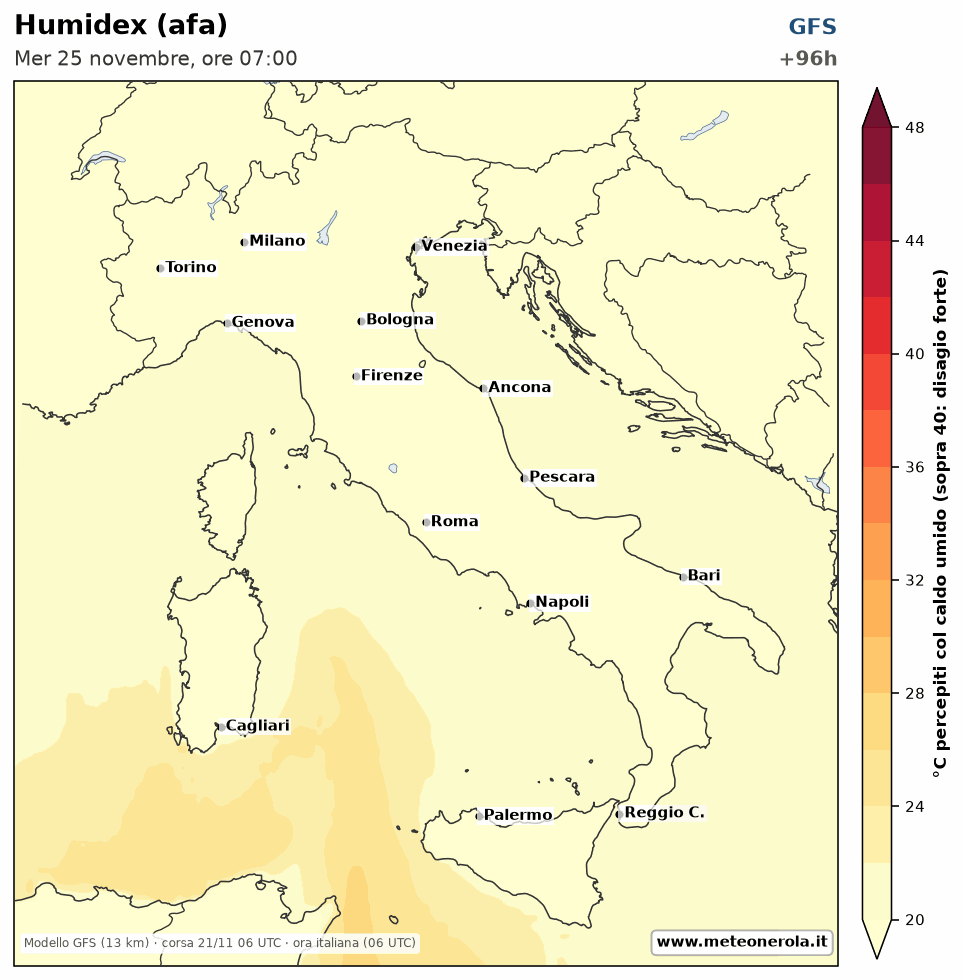 Humidex (afa)
GFS
Mer 25 novembre, ore 07:00
+96h
Milano
Venezia
Torino
Genova
Bologna
Firenze
Ancona
Pescara
Roma
Bari
Napoli
Cagliari
Palermo
Reggio C.
48
44
40
36
32
28
24
20
°C percepiti col caldo umido (sopra 40: disagio forte)
Modello GFS (13 km) · corsa 21/11 06 UTC · ora italiana (06 UTC)
www.meteonerola.it